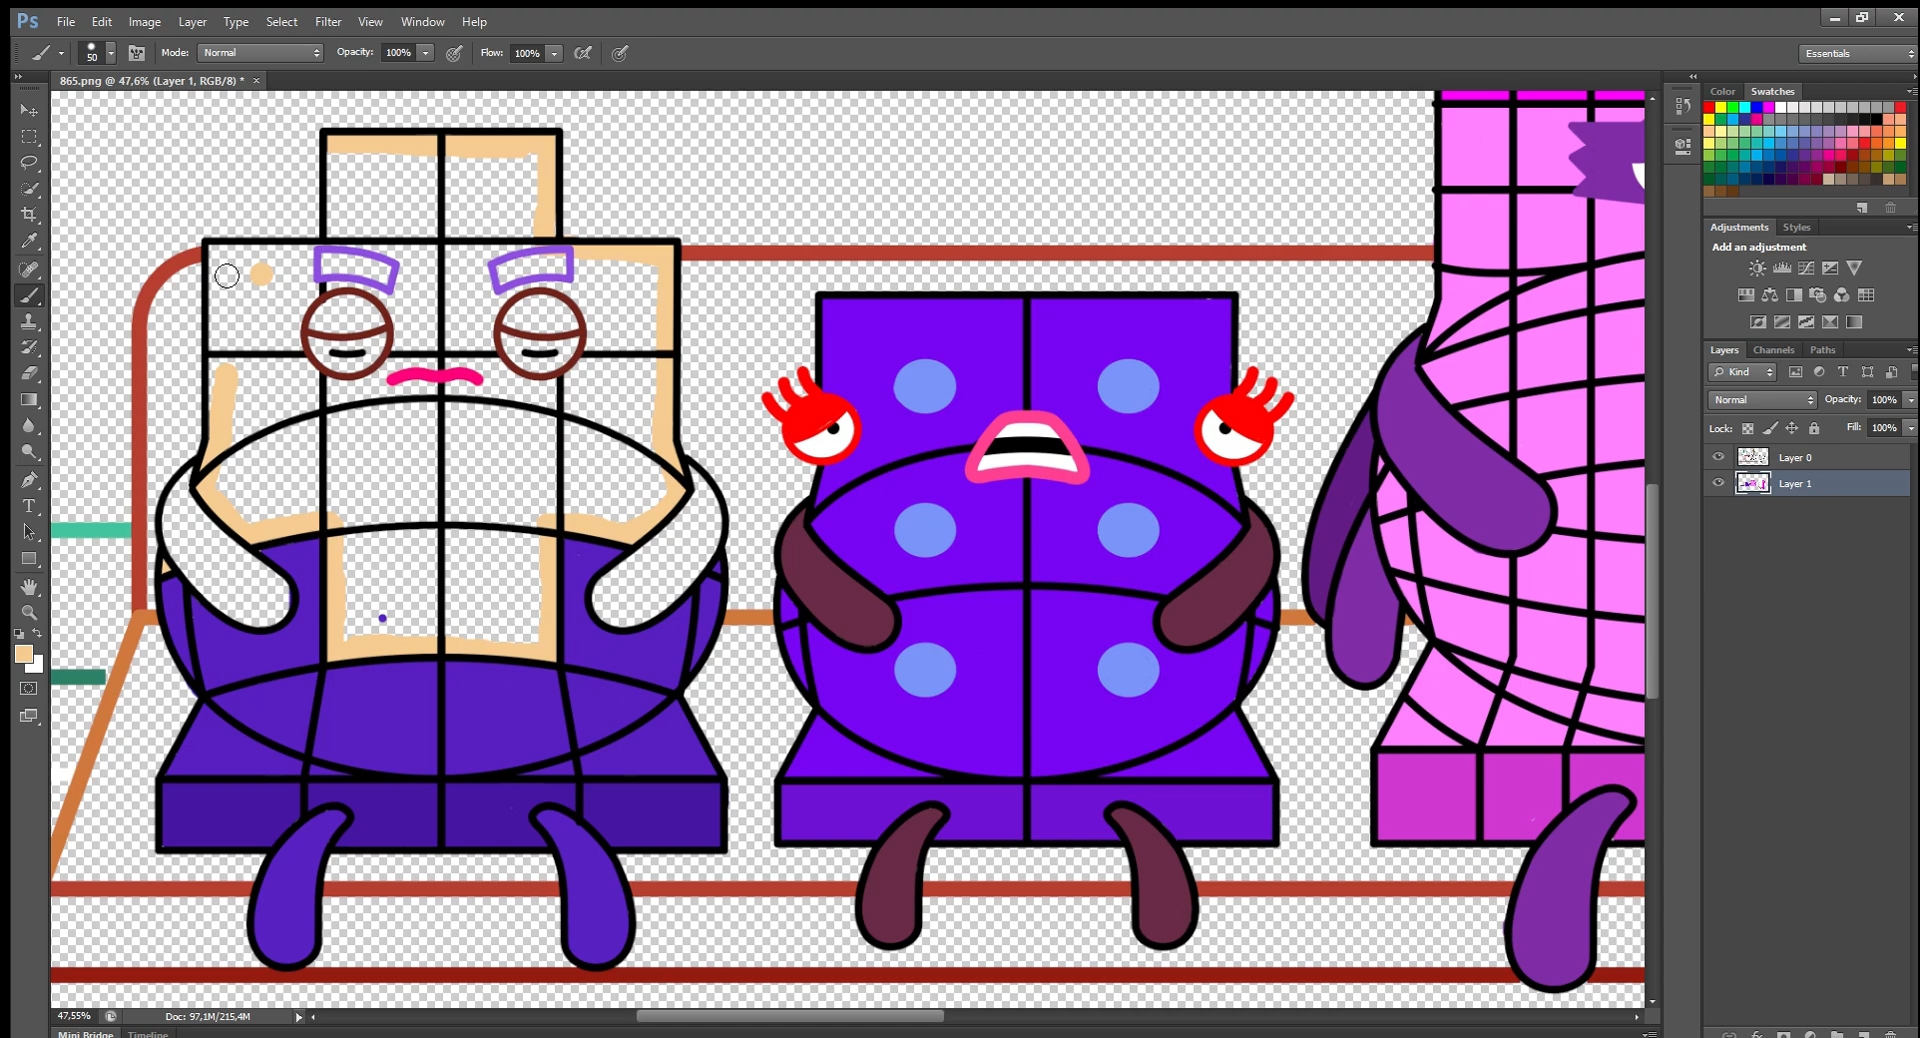 Ps File Edit Image Layer Type Select Filter View Window Help
50 Mode: Normal Opacity: 100% Flow: 100% Essentials
865.png @ 47,6% (Layer 1, RGB/8) * ×
Color Swatches
Adjustments Styles
Add an adjustment
Layers Channels Paths
Kind
Normal Opacity: 100%
Lock: Fill: 100%
Layer 0
Layer 1
T
47,55% Doc: 97,1M/215,4M
Mini Bridge Timeline